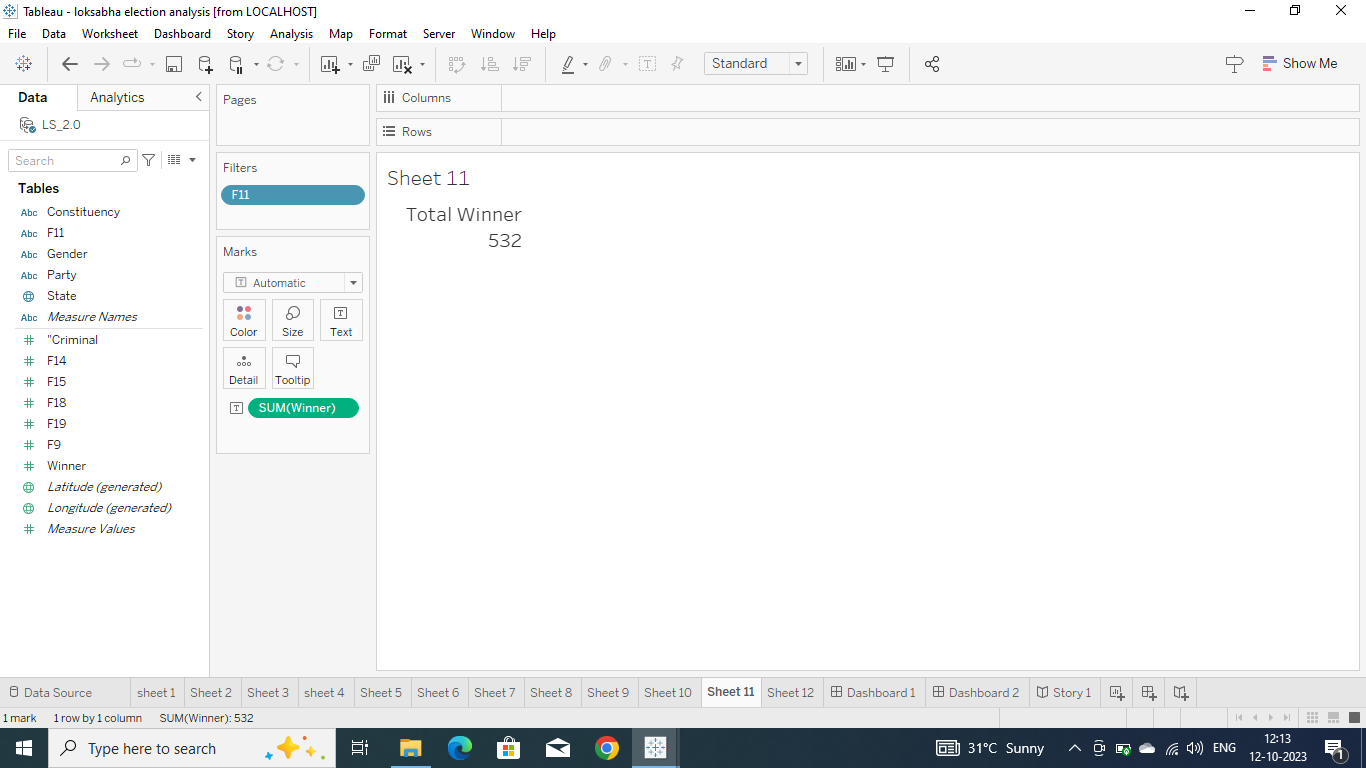 Tableau - loksabha election analysis [from LOCALHOST]
File Data Worksheet Dashboard Story Analysis Map Format Server Window Help
Standard
Show Me
Data Analytics
LS_2.0
Search
Tables
Abc Constituency
Abc F11
Abc Gender
Abc Party
State
Abc Measure Names
"Criminal
F14
F15
F18
F19
F9
Winner
Latitude (generated)
Longitude (generated)
Measure Values
Pages
Filters
F11
Marks
T Automatic
Color Size Text
Detail Tooltip
T SUM(Winner)
Columns
Rows
Sheet 11
Total Winner
532
Data Source sheet 1 Sheet 2 Sheet 3 sheet 4 Sheet 5 Sheet 6 Sheet 7 Sheet 8 Sheet 9 Sheet 10 Sheet 11 Sheet 12 Dashboard 1 Dashboard 2 Story 1
1 mark 1 row by 1 column SUM(Winner): 532
Type here to search
31°C Sunny
ENG
12:13
12-10-2023
1